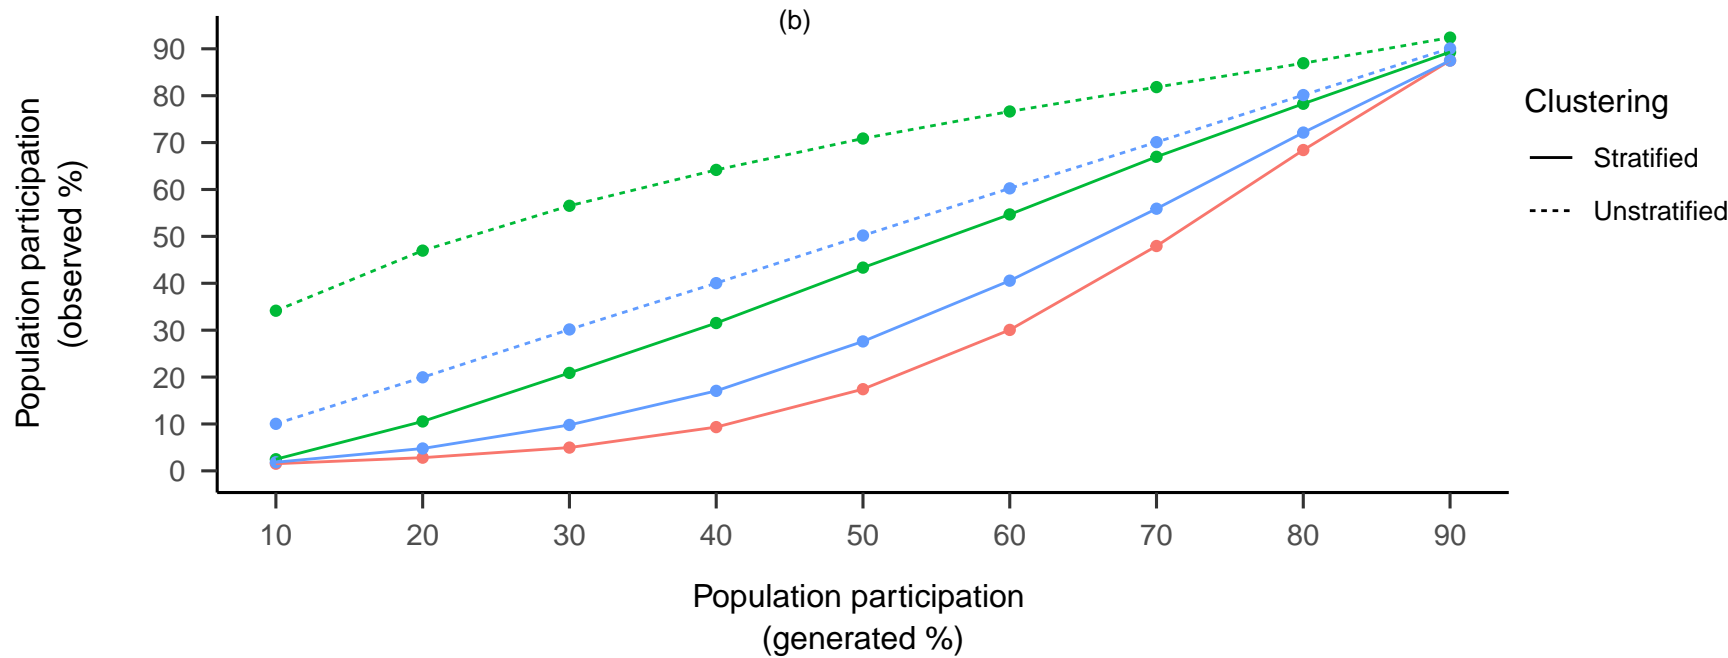 (b)
Population participation
(observed %)
90
80
70
60
50
40
30
20
10
0
10 20 30 40 50 60 70 80 90
Population participation
(generated %)
Clustering
Stratified
Unstratified